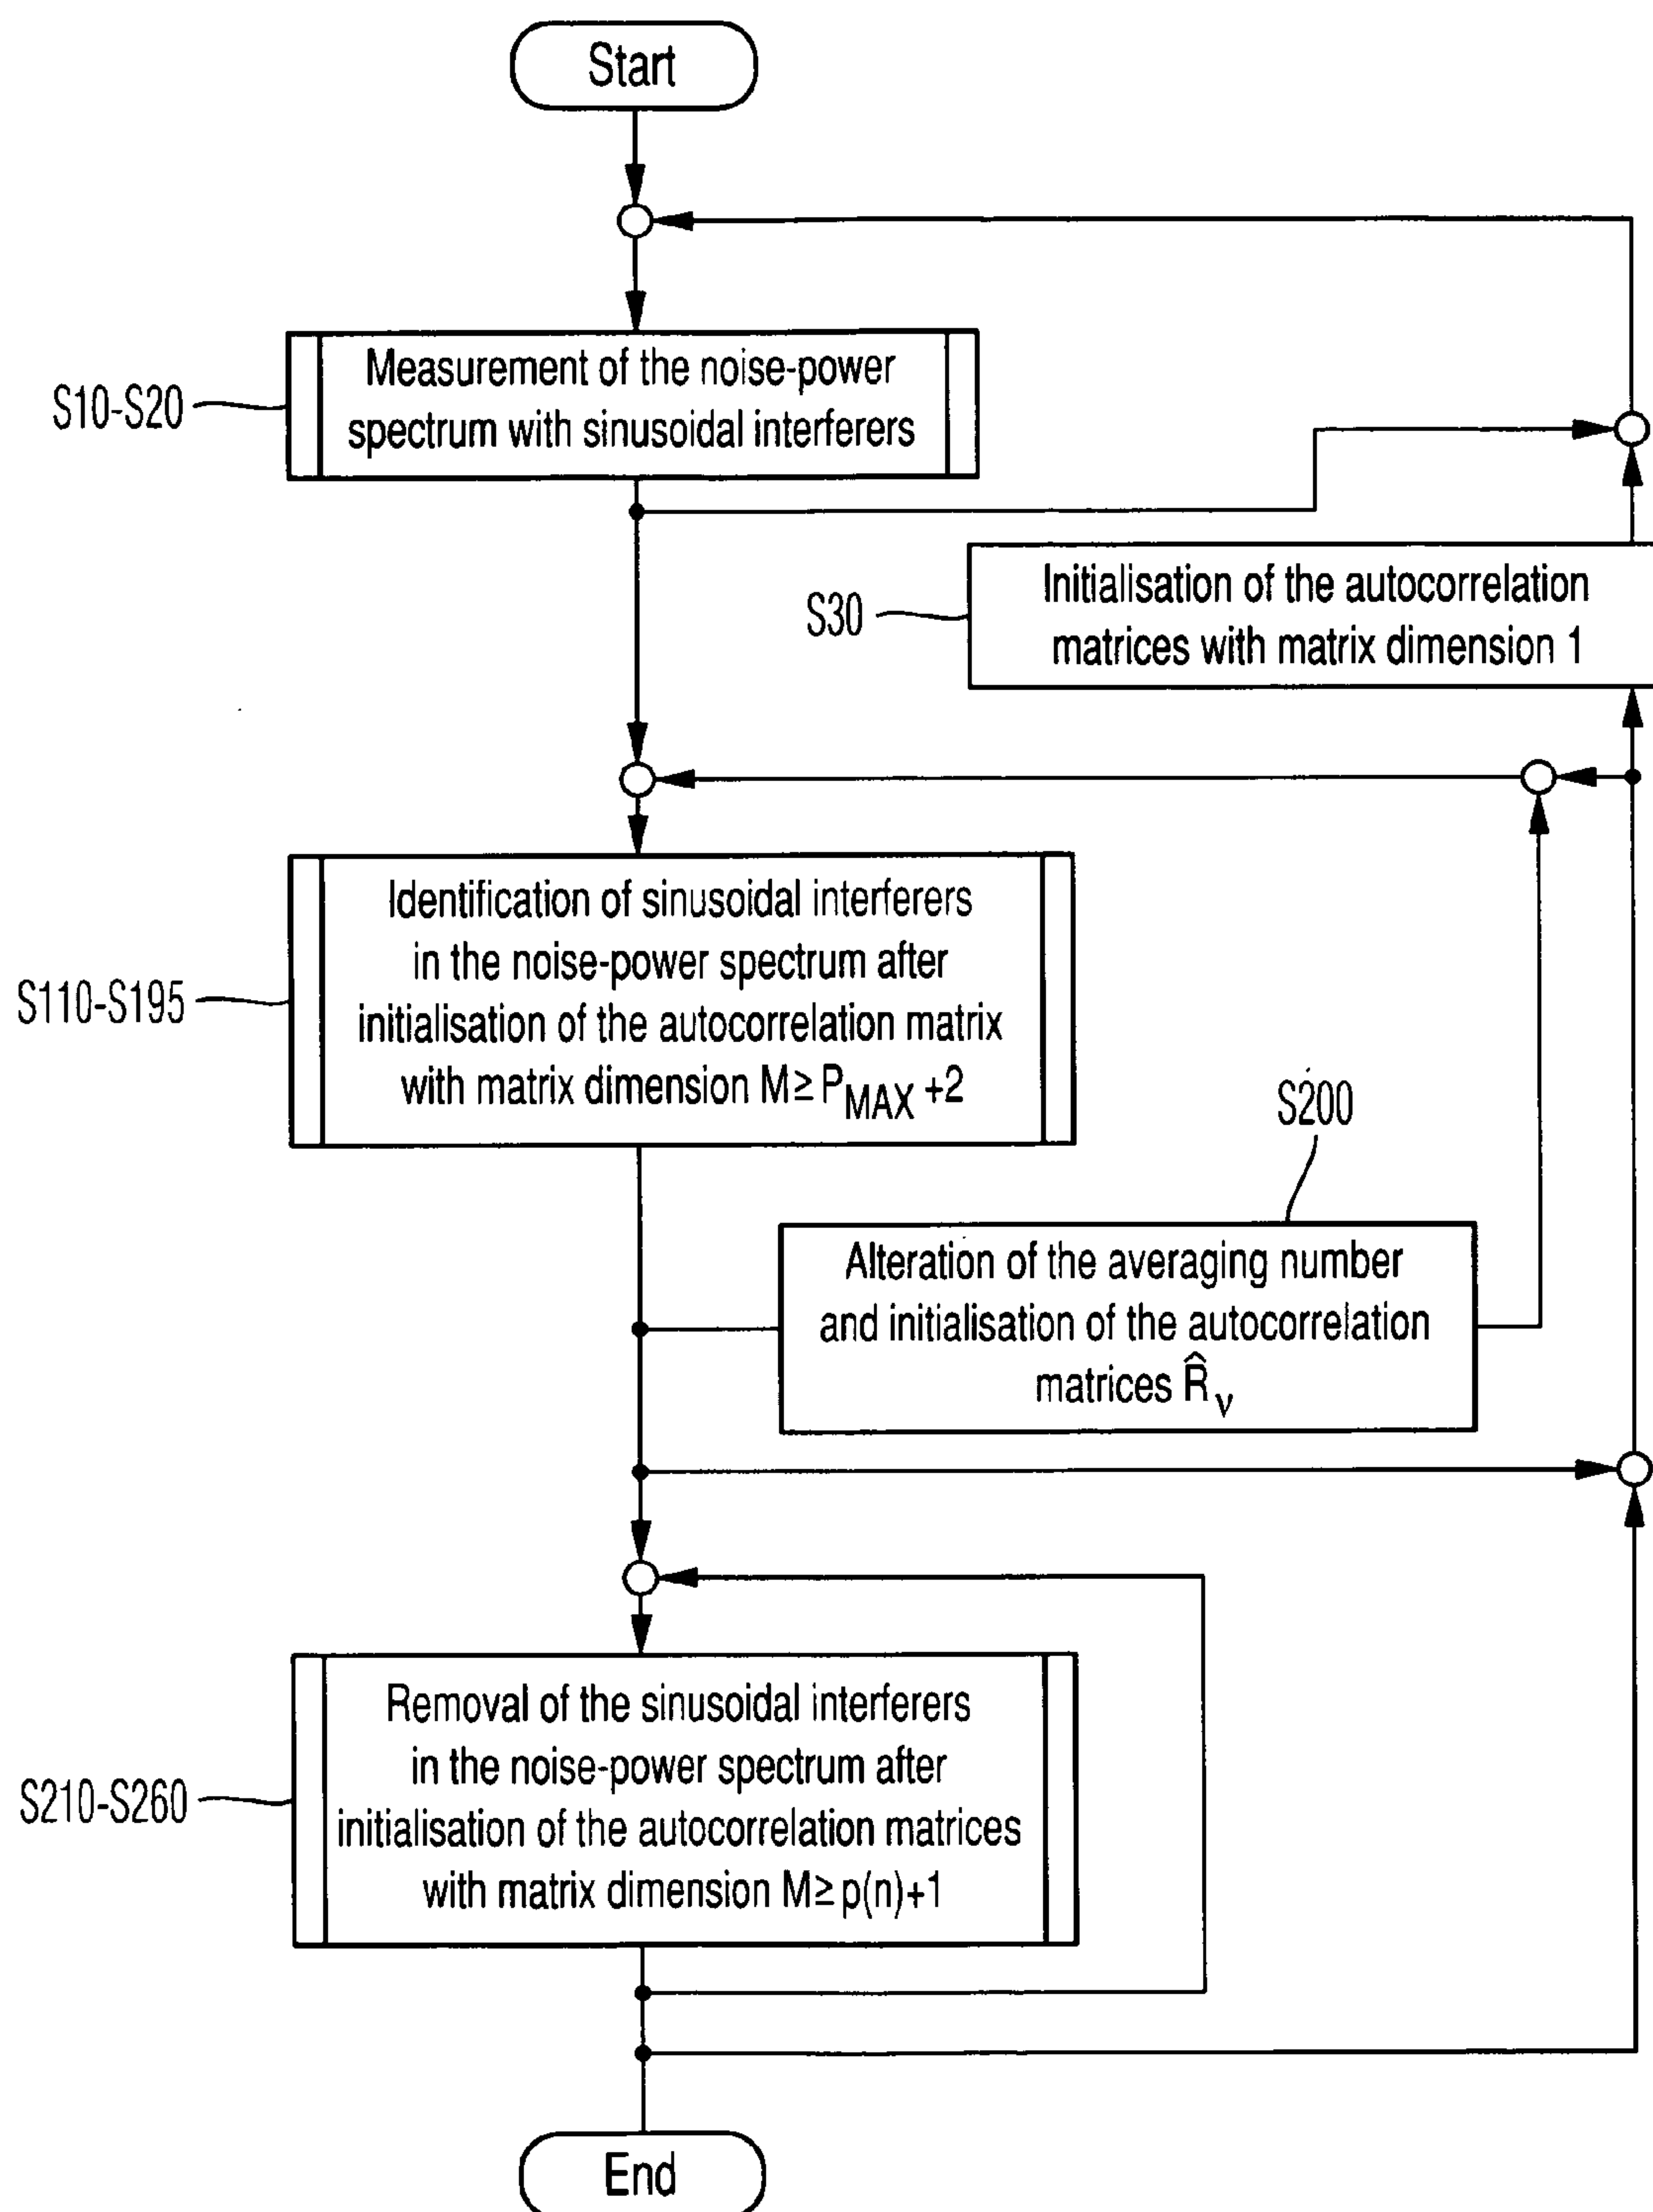 Start
S10-S20
Measurement of the noise-power
spectrum with sinusoidal interferers
S30
Initialisation of the autocorrelation
matrices with matrix dimension 1
S110-S195
Identification of sinusoidal interferers
in the noise-power spectrum after
initialisation of the autocorrelation matrix
with matrix dimension M ≥ P_MAX +2
S200
Alteration of the averaging number
and initialisation of the autocorrelation
matrices R̂_ν
S210-S260
Removal of the sinusoidal interferers
in the noise-power spectrum after
initialisation of the autocorrelation matrices
with matrix dimension M ≥ p(n)+1
End